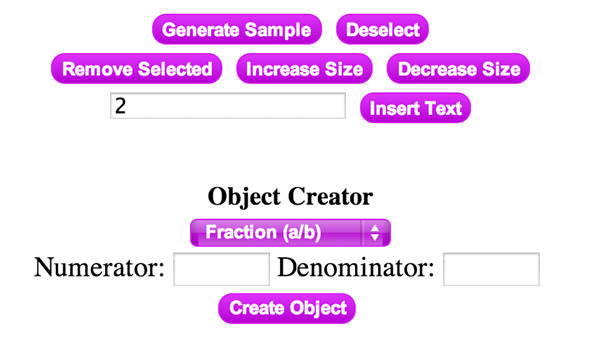 Generate Sample Deselect
Remove Selected Increase Size Decrease Size
2 Insert Text
Object Creator
Fraction (a/b)
Numerator: Denominator:
Create Object